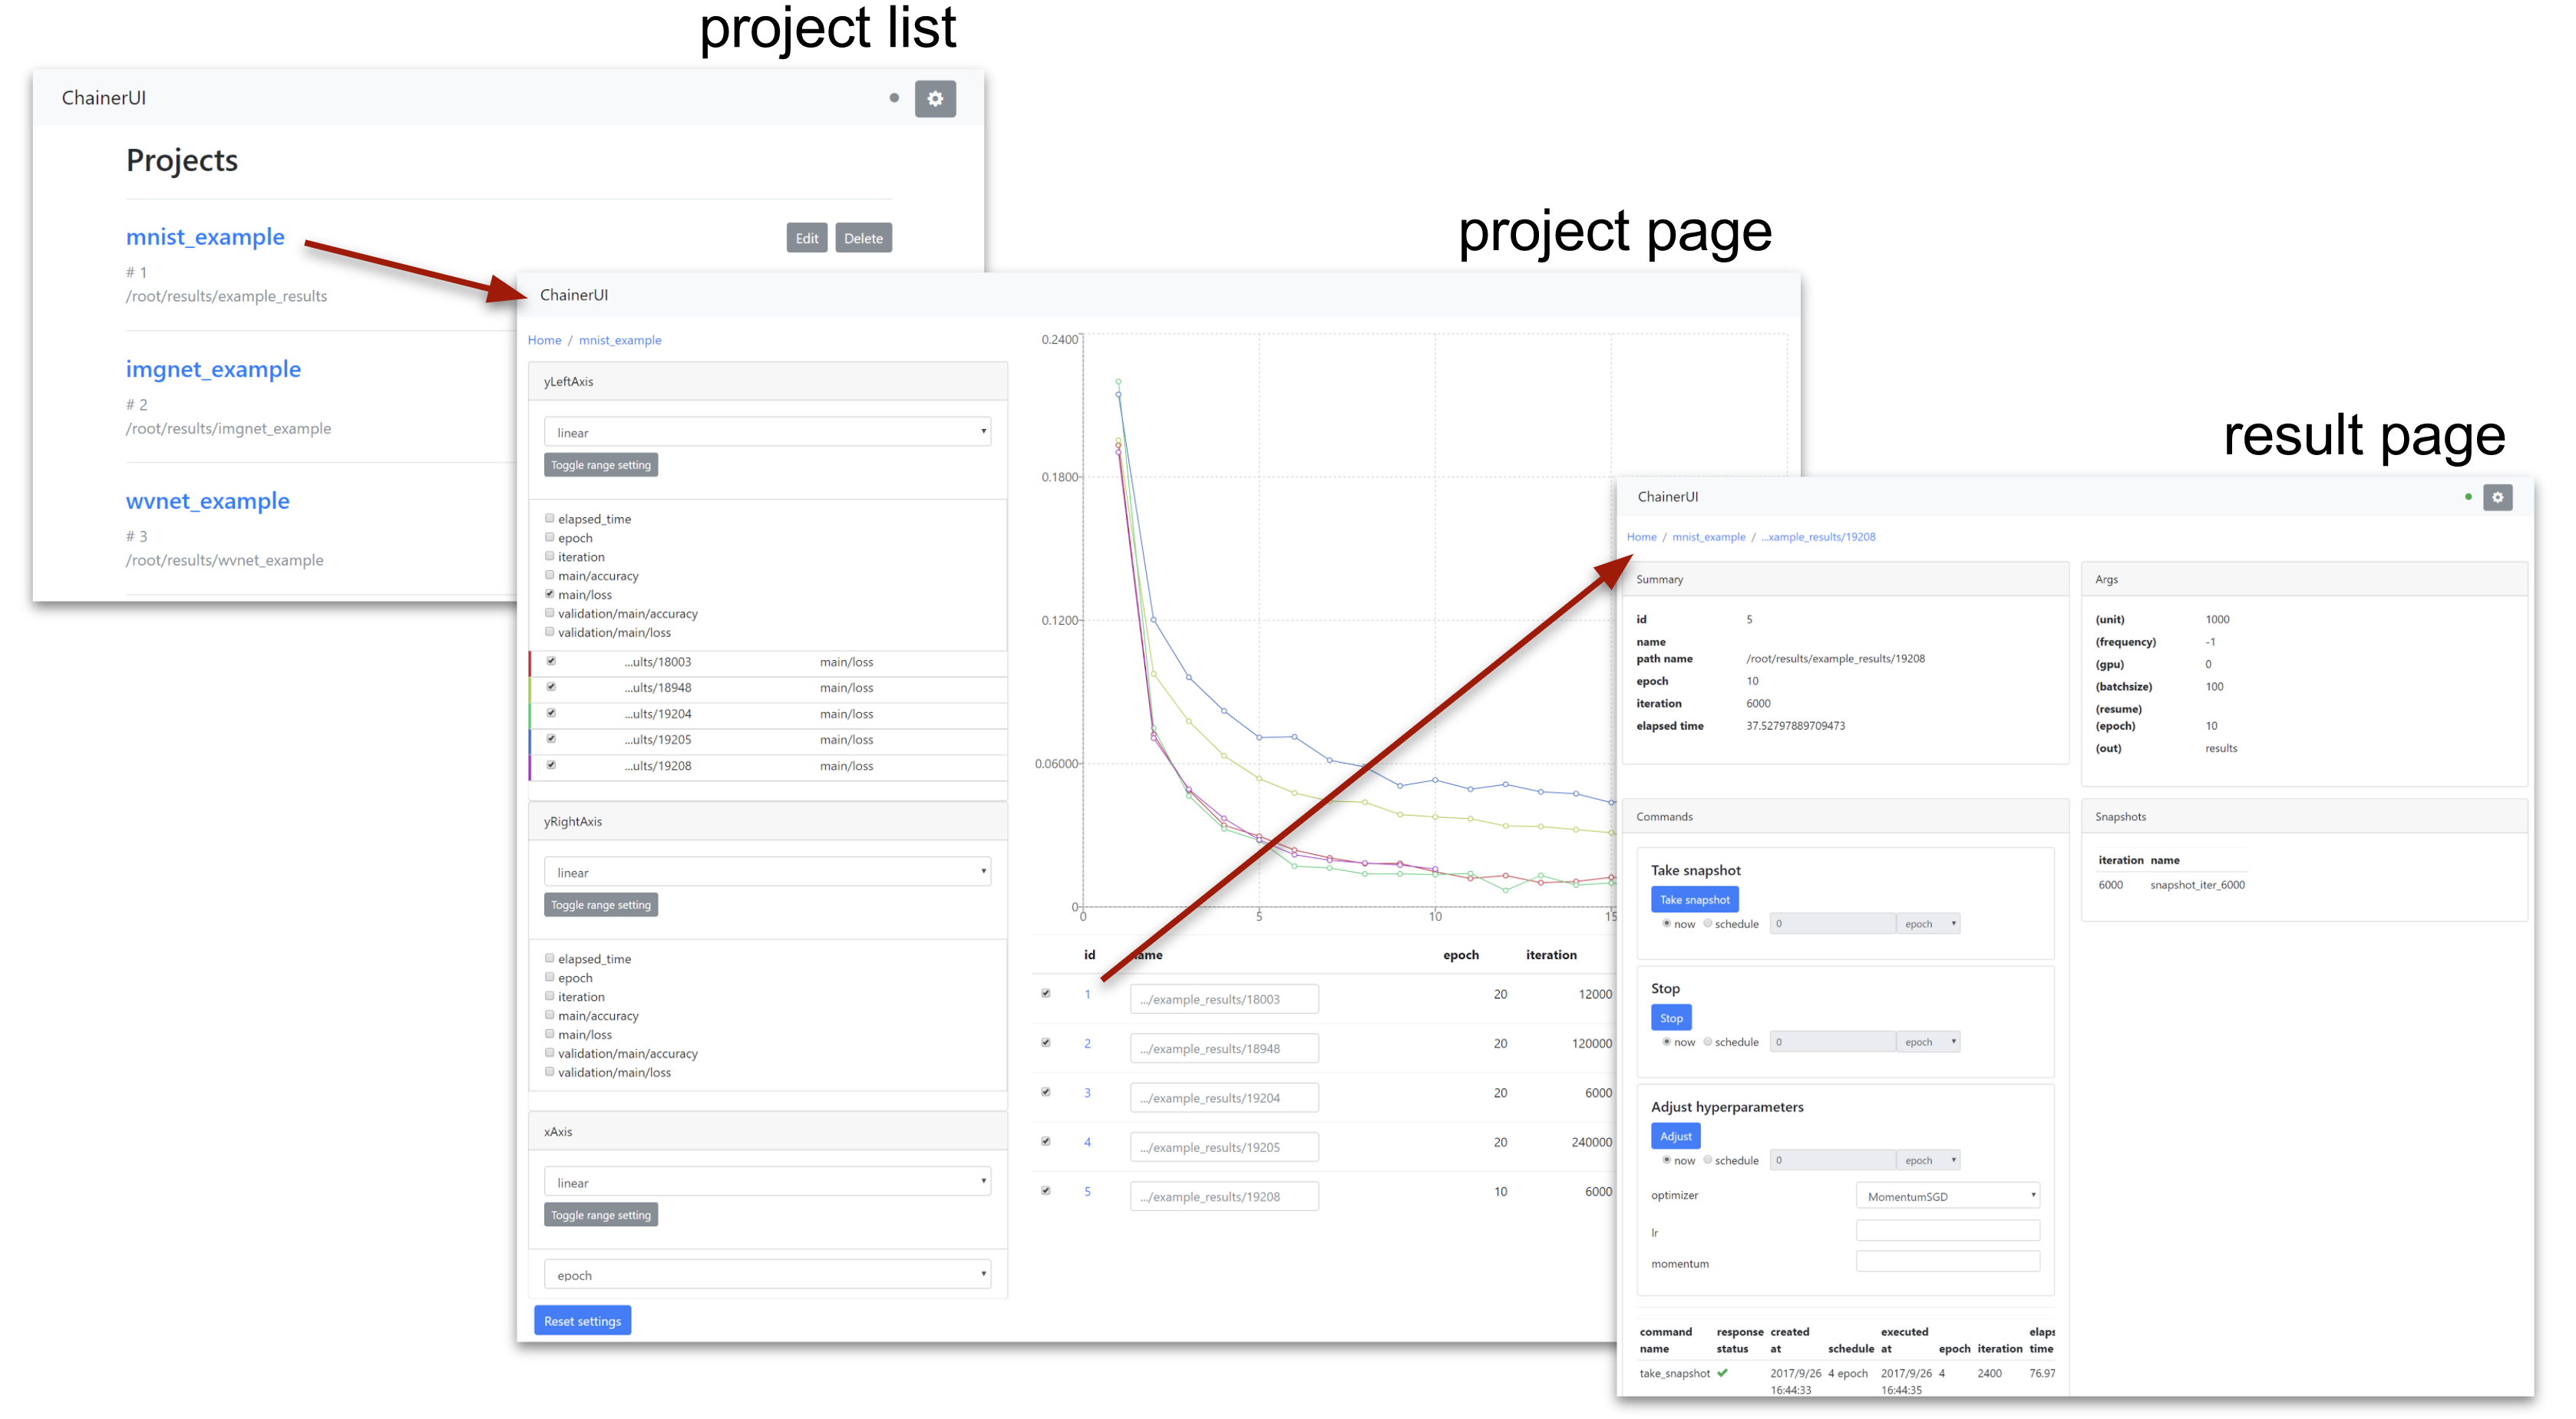 project list
ChainerUI
Projects
mnist_example
Edit Delete
# 1
/root/results/example_results
imgnet_example
# 2
/root/results/imgnet_example
wvnet_example
# 3
/root/results/wvnet_example
project page
ChainerUI
Home / mnist_example
yLeftAxis
linear
Toggle range setting
elapsed_time
epoch
iteration
main/accuracy
main/loss
validation/main/accuracy
validation/main/loss
...ults/18003 main/loss
...ults/18948 main/loss
...ults/19204 main/loss
...ults/19205 main/loss
...ults/19208 main/loss
yRightAxis
linear
Toggle range setting
elapsed_time
epoch
iteration
main/accuracy
main/loss
validation/main/accuracy
validation/main/loss
xAxis
linear
Toggle range setting
epoch
Reset settings
0.2400
0.1800
0.1200
0.06000
0
0 5 10 15
id name epoch iteration
1 .../example_results/18003 20 12000
2 .../example_results/18948 20 120000
3 .../example_results/19204 20 6000
4 .../example_results/19205 20 240000
5 .../example_results/19208 10 6000
result page
ChainerUI
Home / mnist_example / ...xample_results/19208
Summary
id 5
name
path name /root/results/example_results/19208
epoch 10
iteration 6000
elapsed time 37.52797889709473
Args
(unit) 1000
(frequency) -1
(gpu) 0
(batchsize) 100
(resume)
(epoch) 10
(out) results
Commands
Take snapshot
Take snapshot
now schedule 0 epoch
Stop
Stop
now schedule 0 epoch
Adjust hyperparameters
Adjust
now schedule 0 epoch
optimizer MomentumSGD
lr
momentum
command response created executed elaps
name status at schedule at epoch iteration time
take_snapshot 2017/9/26 4 epoch 2017/9/26 4 2400 76.97
16:44:33 16:44:35
Snapshots
iteration name
6000 snapshot_iter_6000